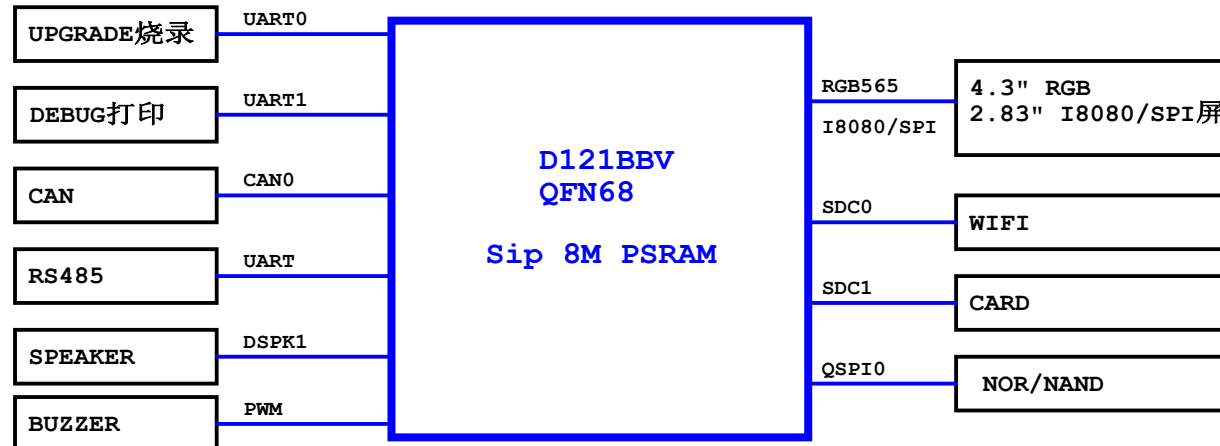 UPGRADE烧录
UART0
DEBUG打印
UART1
CAN
CAN0
RS485
UART
SPEAKER
DSPK1
BUZZER
PWM
D121BBV
QFN68
Sip 8M PSRAM
RGB565
I8080/SPI
4.3" RGB
2.83" I8080/SPI屏
SDC0
WIFI
SDC1
CARD
QSPI0
NOR/NAND